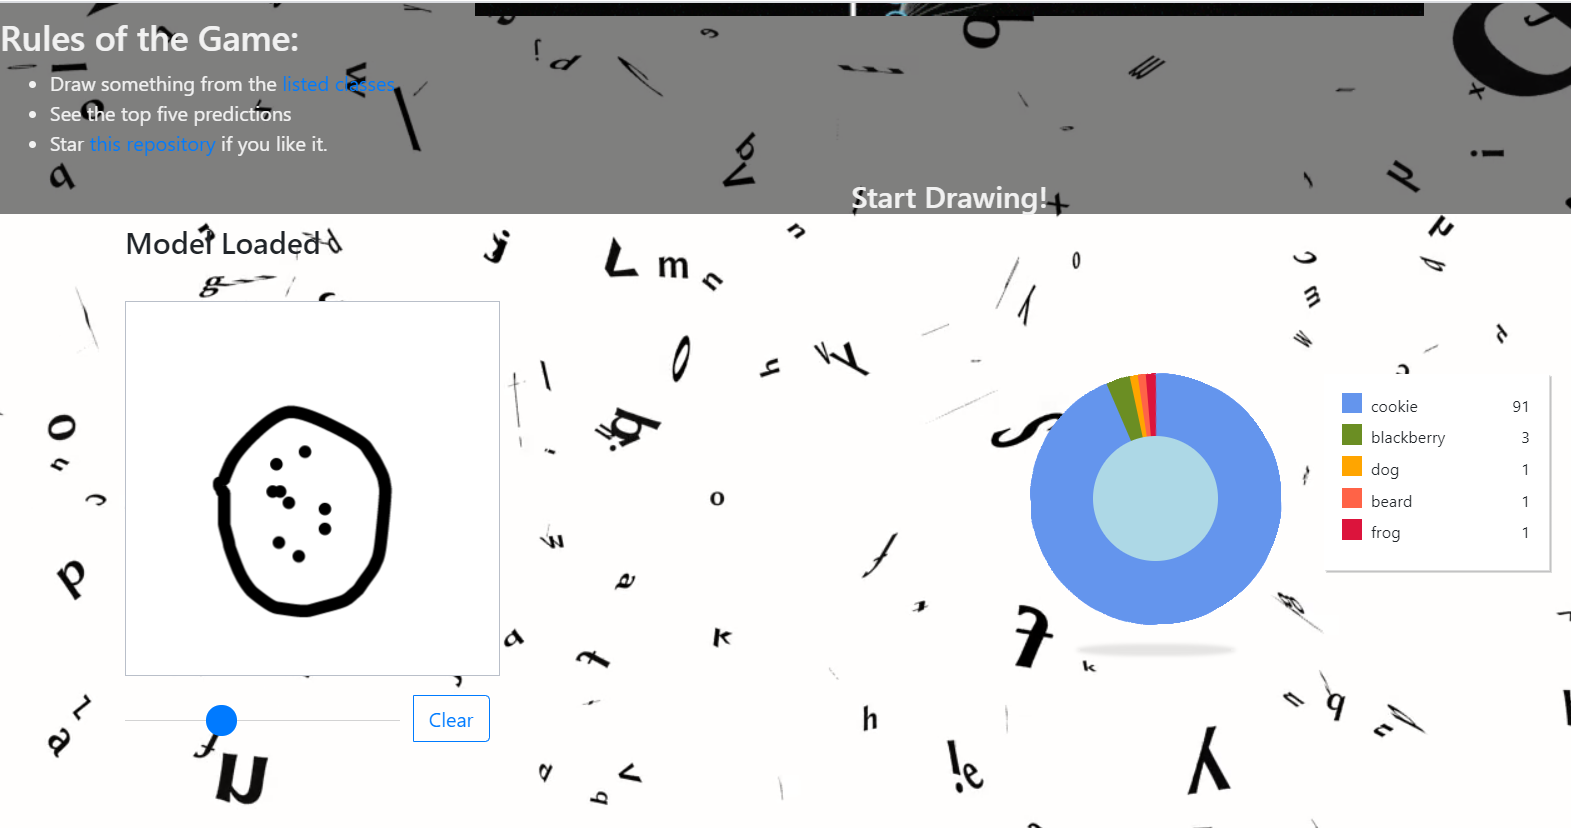 Rules of the Game:
Draw something from the listed classes
See the top five predictions
Star this repository if you like it.
Start Drawing!
Model Loaded
cookie 91
blackberry 3
dog 1
beard 1
frog 1
Clear